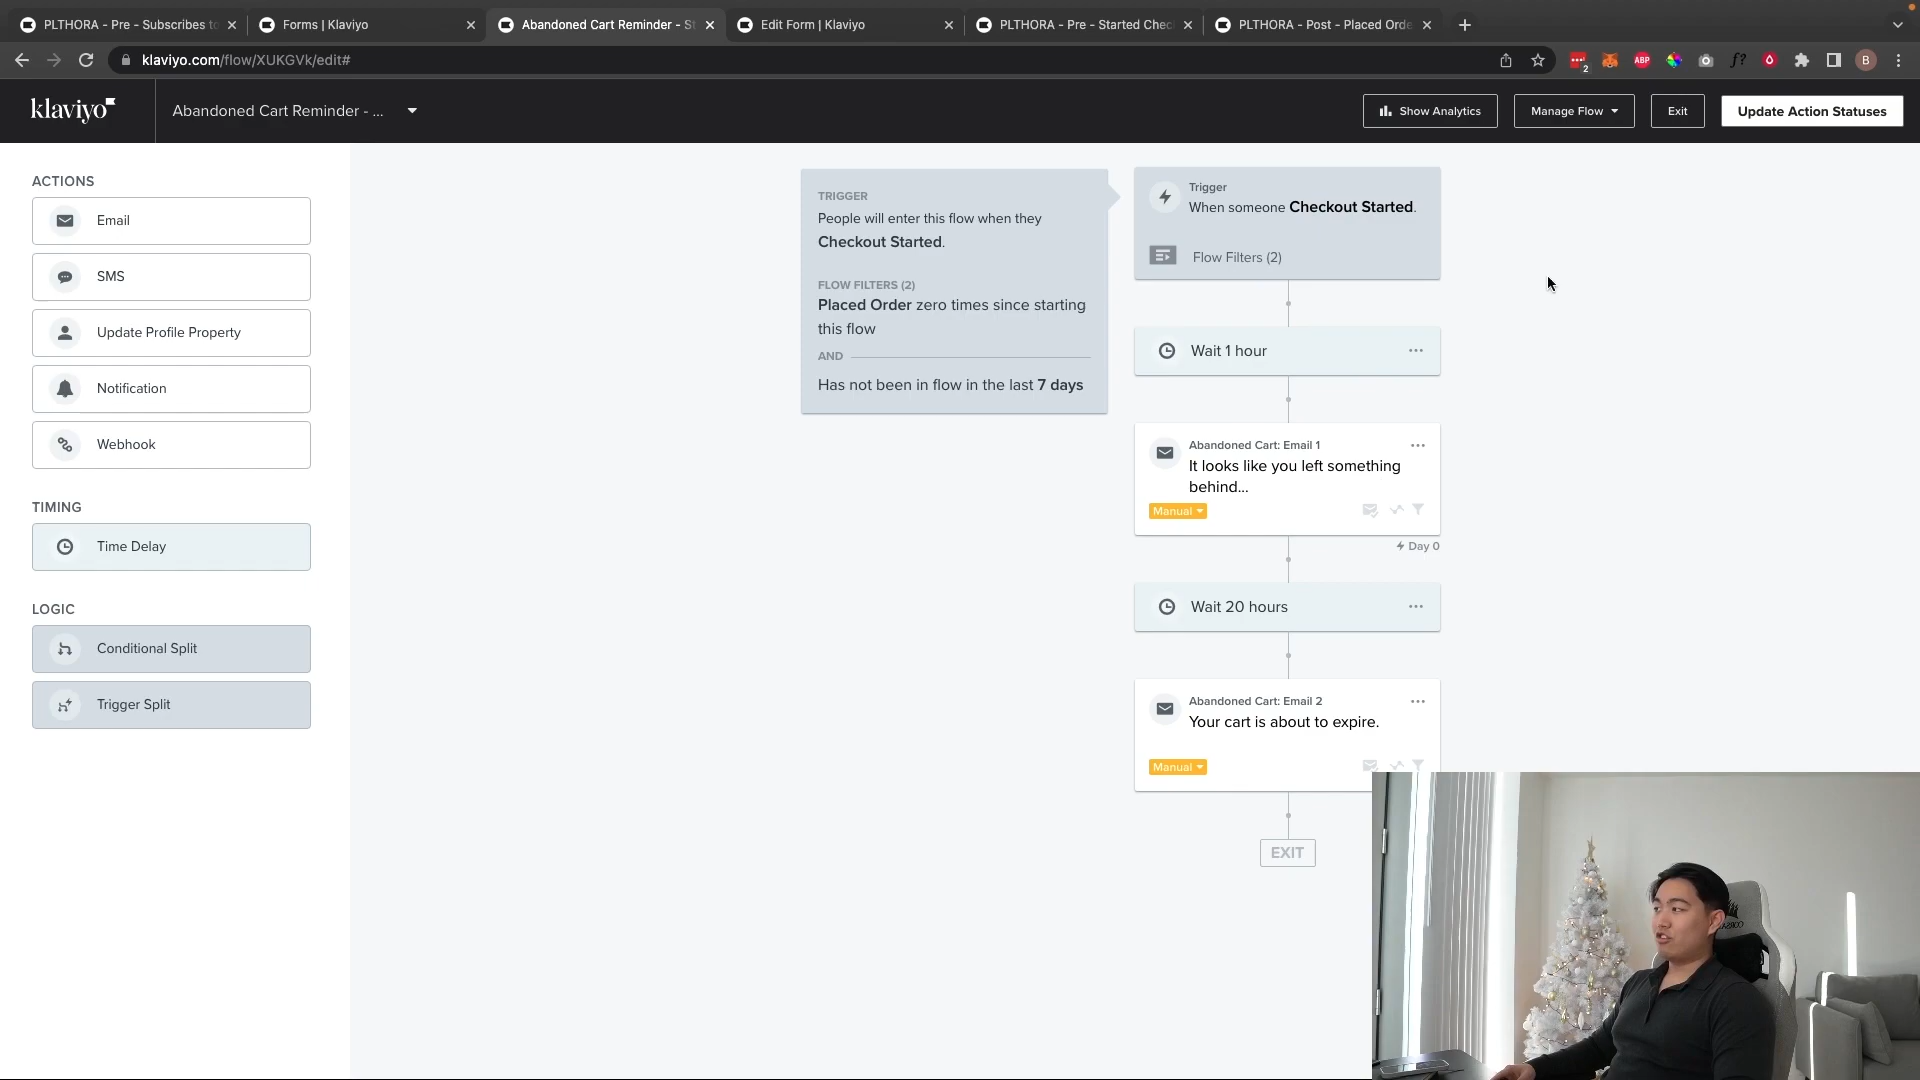 PLTHORA - Pre - Subscribes to
Forms | Klaviyo
Abandoned Cart Reminder - St
Edit Form | Klaviyo
PLTHORA - Pre - Started Chec
PLTHORA - Post - Placed Orde
klaviyo.com/flow/XUKGVk/edit#
2
ABP
f?
B
klaviyo
Abandoned Cart Reminder - ...
Show Analytics
Manage Flow
Exit
Update Action Statuses
ACTIONS
Email
SMS
Update Profile Property
Notification
Webhook
TIMING
Time Delay
LOGIC
Conditional Split
Trigger Split
TRIGGER
People will enter this flow when they
Checkout Started.
FLOW FILTERS (2)
Placed Order zero times since starting
this flow
AND
Has not been in flow in the last 7 days
Trigger
When someone Checkout Started.
Flow Filters (2)
Wait 1 hour
Abandoned Cart: Email 1
It looks like you left something
behind...
Manual
Day 0
Wait 20 hours
Abandoned Cart: Email 2
Your cart is about to expire.
Manual
EXIT